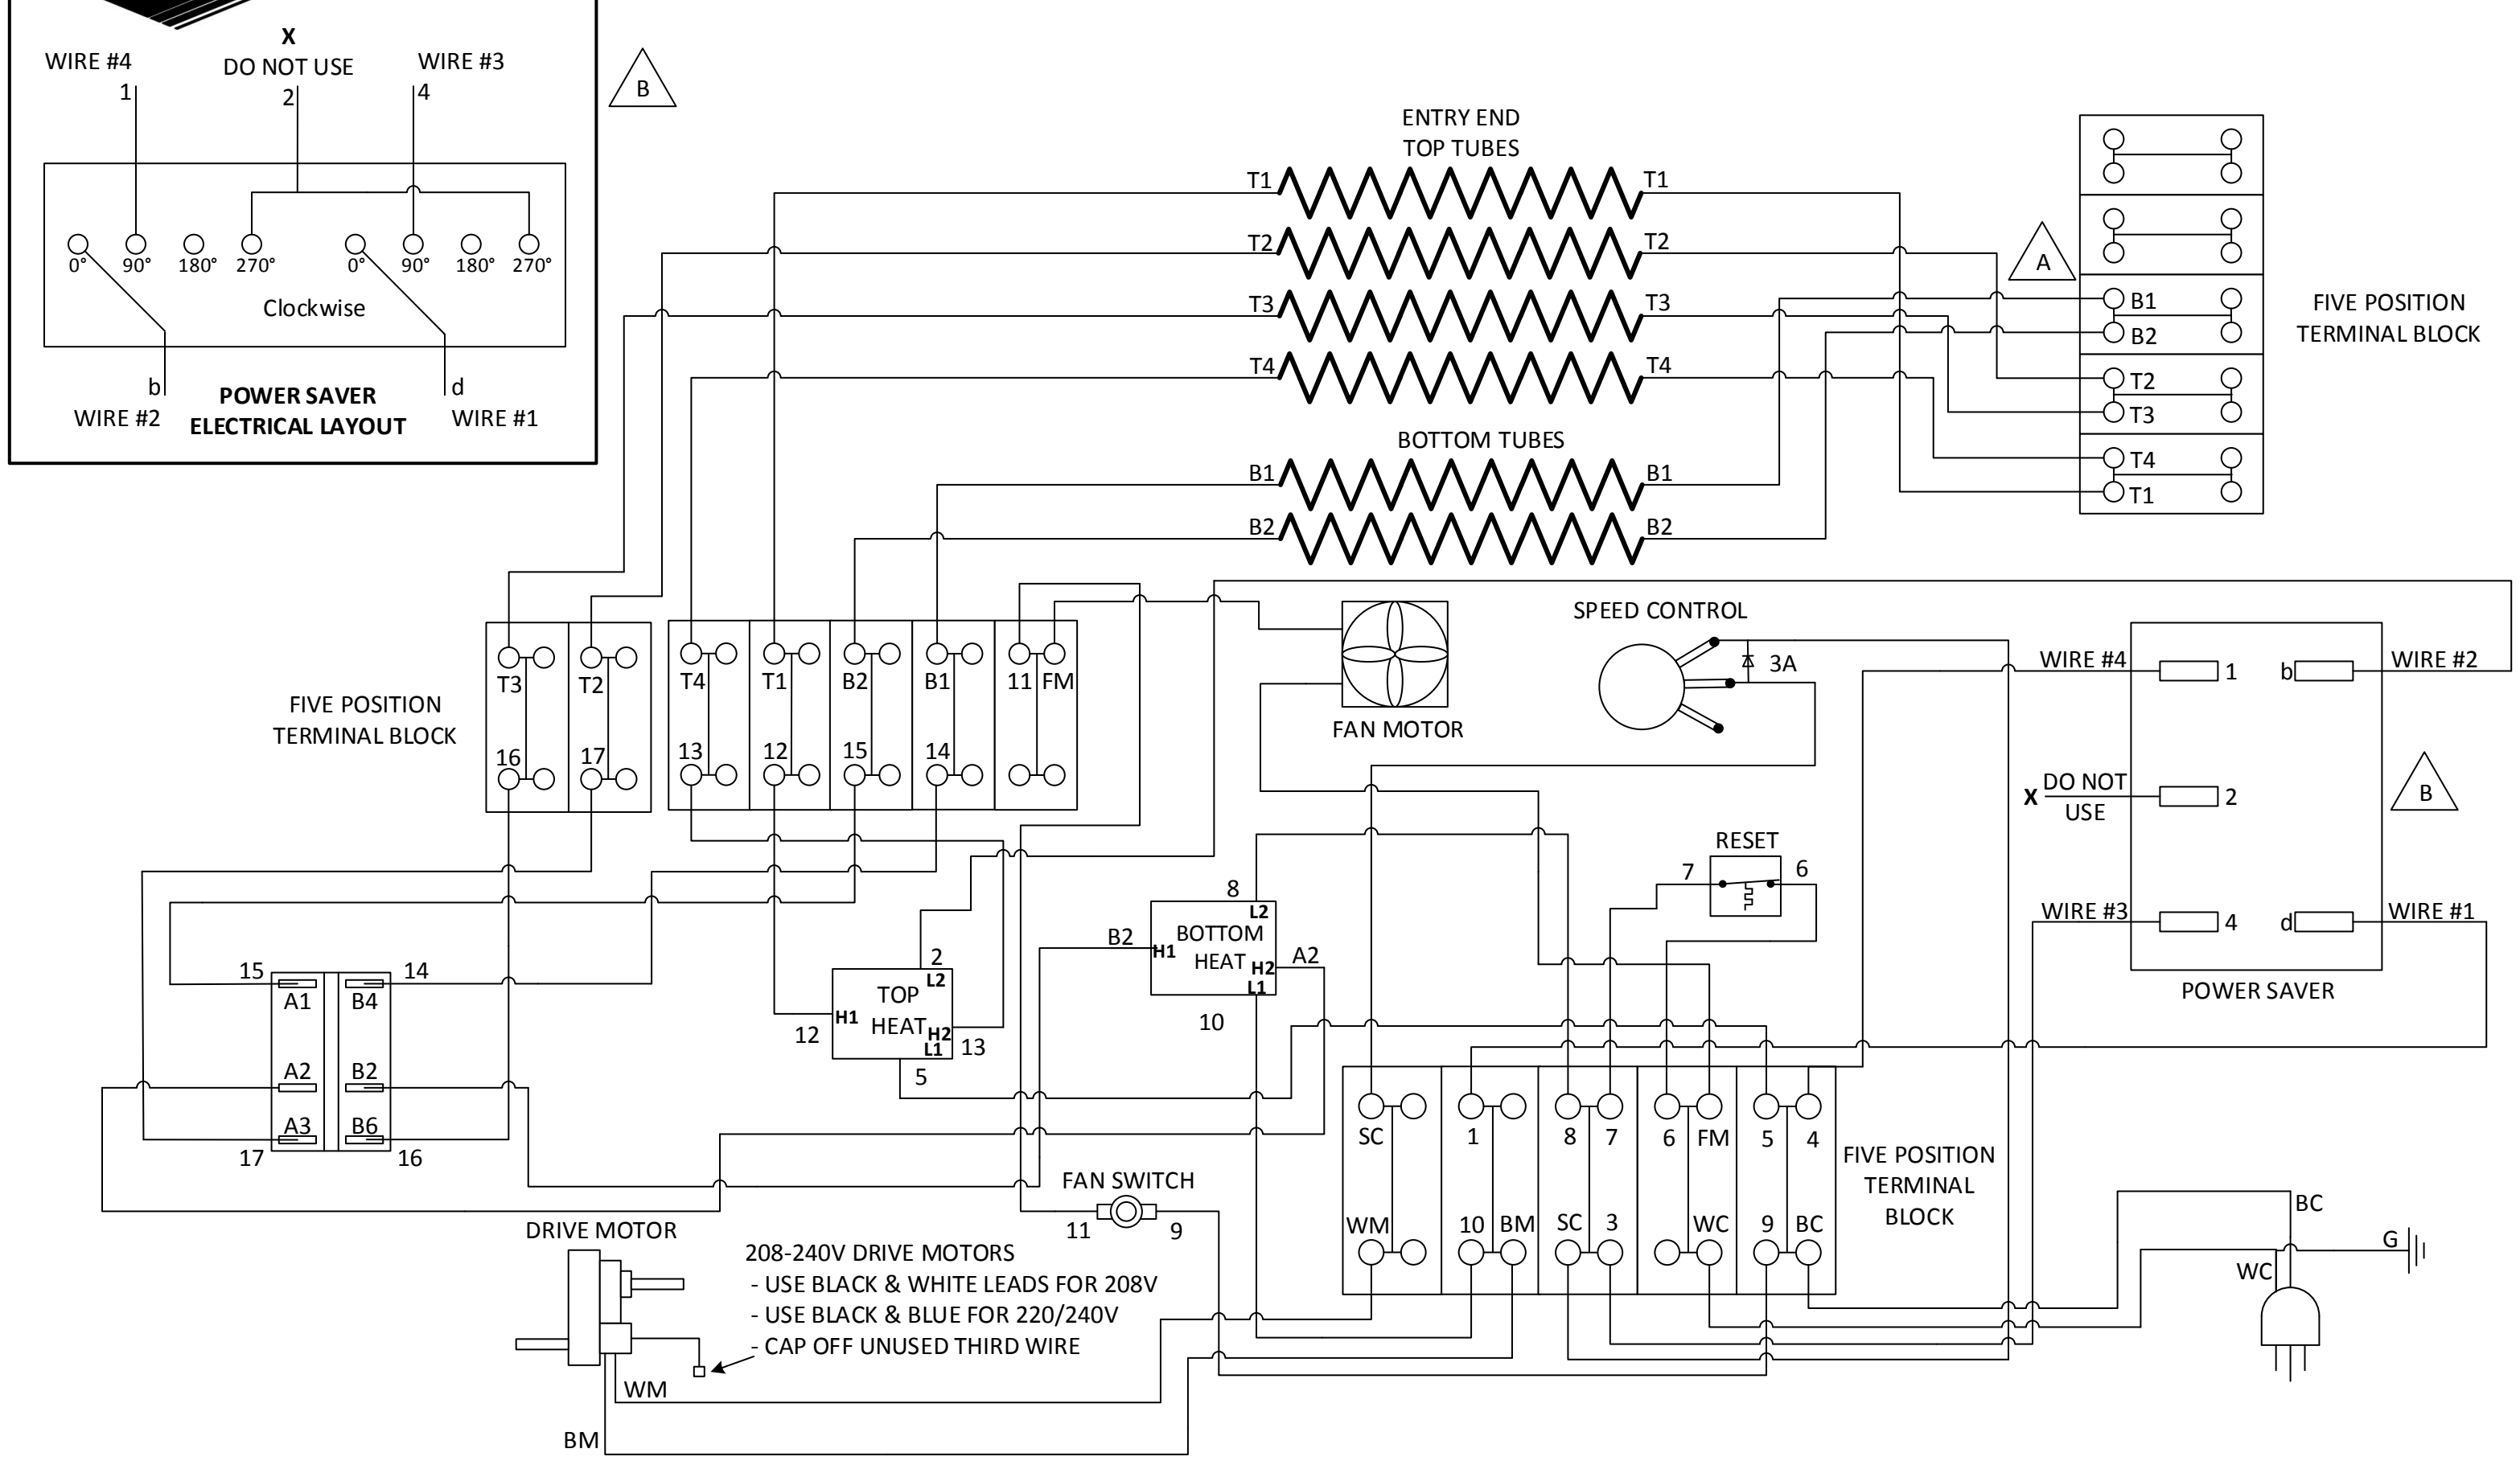 WIRE #4
X
DO NOT USE
WIRE #3
1
2
4
0°
90°
180°
270°
0°
90°
180°
270°
Clockwise
b
d
WIRE #2
POWER SAVER
ELECTRICAL LAYOUT
WIRE #1
B
ENTRY END
TOP TUBES
T1
T1
T2
T2
T3
T3
T4
T4
BOTTOM TUBES
B1
B1
B2
B2
A
B1
B2
T2
T3
T4
T1
FIVE POSITION
TERMINAL BLOCK
FIVE POSITION
TERMINAL BLOCK
T3
T2
T4
T1
B2
B1
11
FM
16
17
13
12
15
14
FAN MOTOR
SPEED CONTROL
3A
WIRE #4
1
b
WIRE #2
X
DO NOT
USE
2
B
WIRE #3
4
d
WIRE #1
POWER SAVER
RESET
7
6
8
L2
BOTTOM
HEAT
B2
H1
H2
A2
L1
10
2
L2
TOP
HEAT
H1
H2
L1
12
13
5
15
14
A1
B4
A2
B2
A3
B6
17
16
SC
1
8
7
6
FM
5
4
WM
10
BM
SC
3
WC
9
BC
FIVE POSITION
TERMINAL
BLOCK
FAN SWITCH
11
9
DRIVE MOTOR
208-240V DRIVE MOTORS
- USE BLACK & WHITE LEADS FOR 208V
- USE BLACK & BLUE FOR 220/240V
- CAP OFF UNUSED THIRD WIRE
WM
BM
BC
G
WC